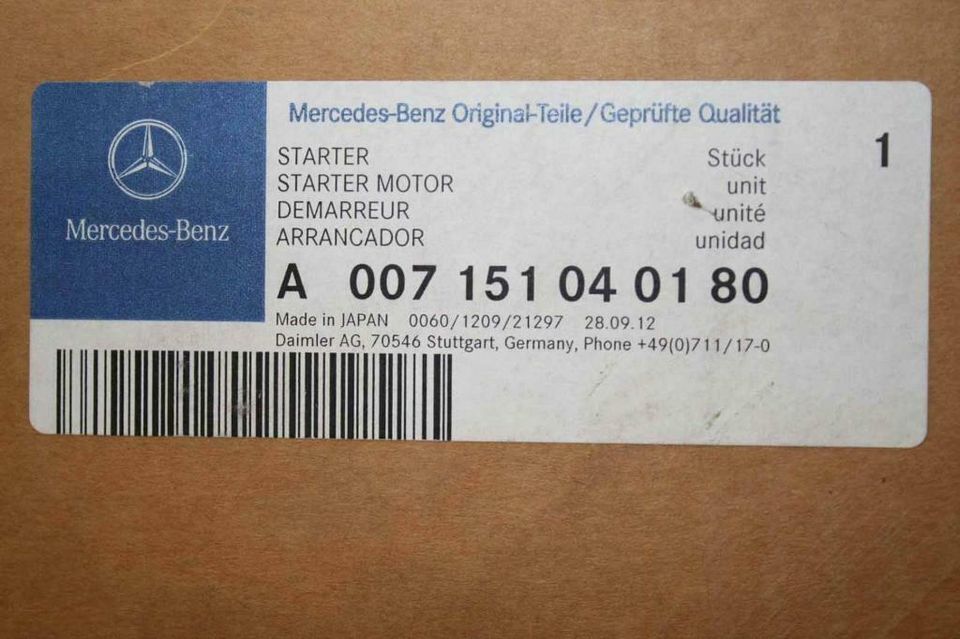 Mercedes-Benz Original-Teile/Geprüfte Qualität
Mercedes-Benz
STARTER Stück 1
STARTER MOTOR unit
DEMARREUR unité
ARRANCADOR unidad
A 007 151 04 01 80
Made in JAPAN 0060/1209/21297 28.09.12
Daimler AG, 70546 Stuttgart, Germany, Phone +49(0)711/17-0